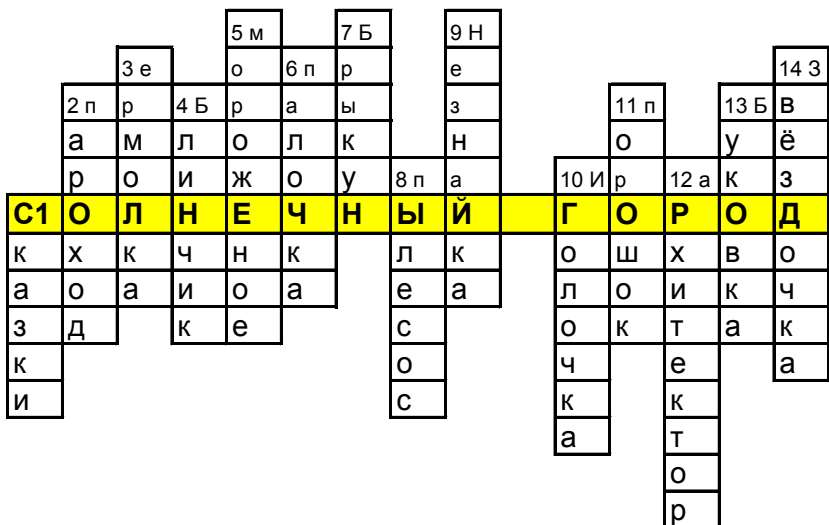 5 м 7 Б 9 Н
3 е о 6 п р е 14 З
2 п р 4 Б р а ы з 11 п 13 Б в
а м л о л к н о у ё
р о и ж о у 8 п а 10 И р 12 а к з
С1 О Л Н Е Ч Н Ы Й Г О Р О Д
к х к ч н к л к о ш х в о
а о а и о а е а л о и к ч
з д к е с о к т а к
к о ч е а
и с к к
а т
о
р